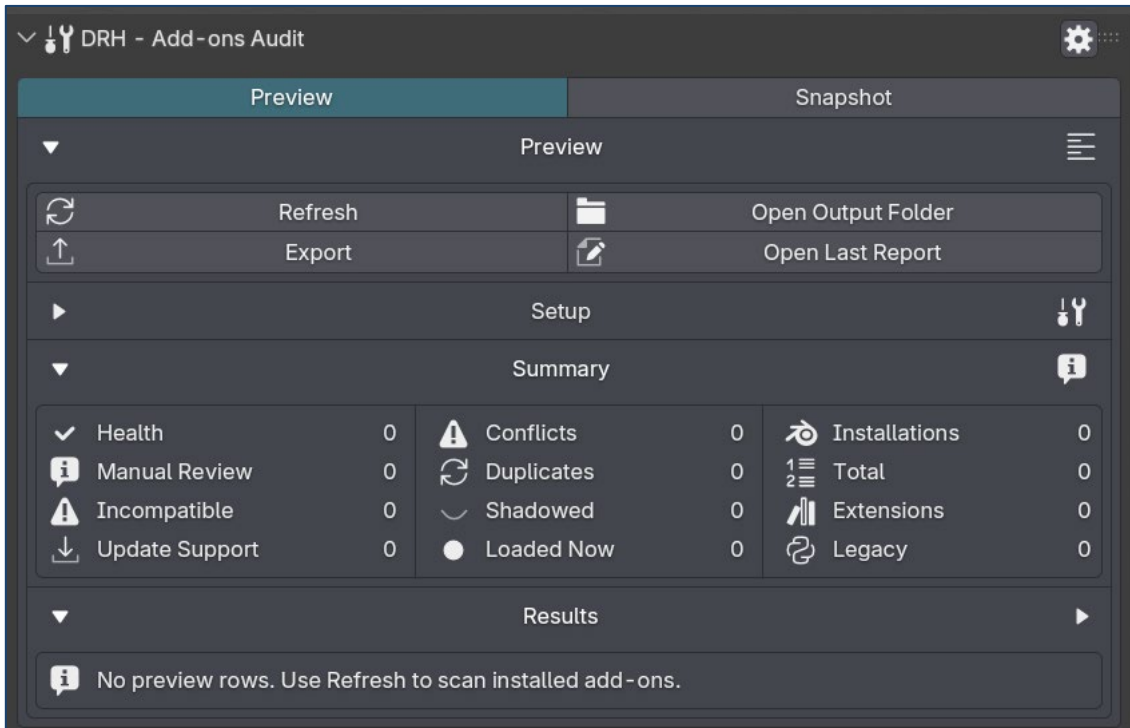 DRH - Add-ons Audit
Preview Snapshot
Preview
Refresh Open Output Folder
Export Open Last Report
Setup
Summary
Health 0 Conflicts 0 Installations 0
Manual Review 0 Duplicates 0 Total 0
Incompatible 0 Shadowed 0 Extensions 0
Update Support 0 Loaded Now 0 Legacy 0
Results
No preview rows. Use Refresh to scan installed add-ons.